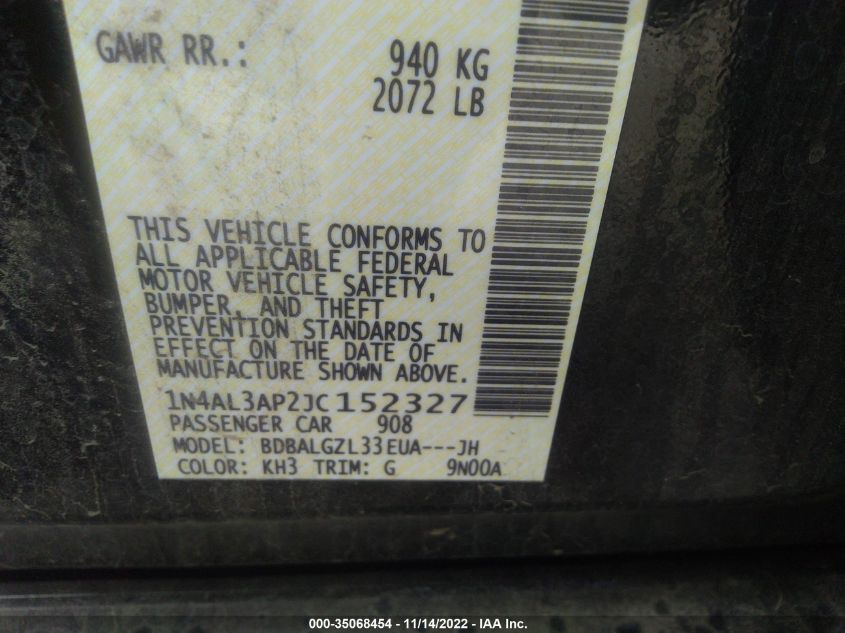 GAWR RR.: 940 KG
2072 LB
THIS VEHICLE CONFORMS TO
ALL APPLICABLE FEDERAL
MOTOR VEHICLE SAFETY,
BUMPER, AND THEFT
PREVENTION STANDARDS IN
EFFECT ON THE DATE OF
MANUFACTURE SHOWN ABOVE.
1N4AL3AP2JC152327
PASSENGER CAR 908
MODEL: BDBALGZL33EUA---JH
COLOR: KH3 TRIM: G 9N00A
000-35068454 - 11/14/2022 - IAA Inc.